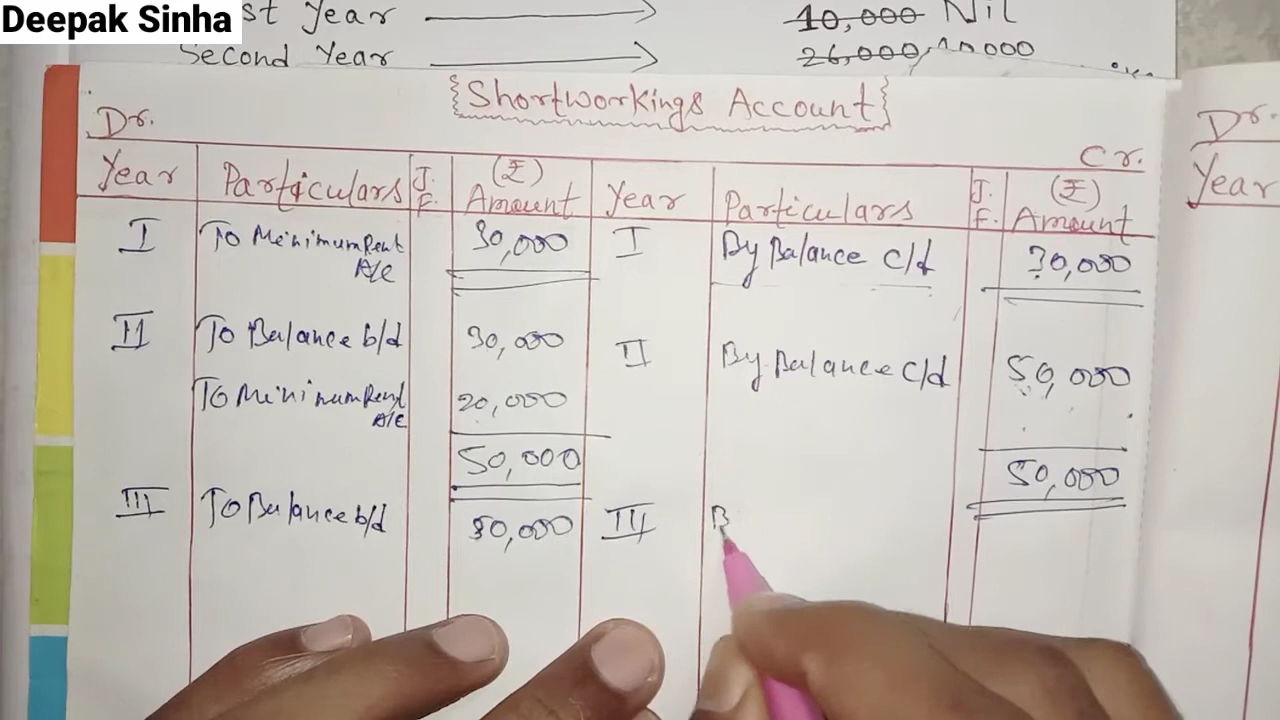 Deepak Sinha
st Year 10,000 Nil
Second Year 26,000, 10,000
{Shortworkings Account}
Dr.
Cr.
Year Particulars J.F. (₹) Amount Year Particulars J.F. (₹) Amount
I To Minimum Rent A/c 30,000 I By Balance c/d 30,000
II To Balance b/d 30,000 II By Balance c/d 50,000
To Minimum Rent A/c 20,000
50,000 50,000
III To Balance b/d 50,000 III B
Dr.
Year